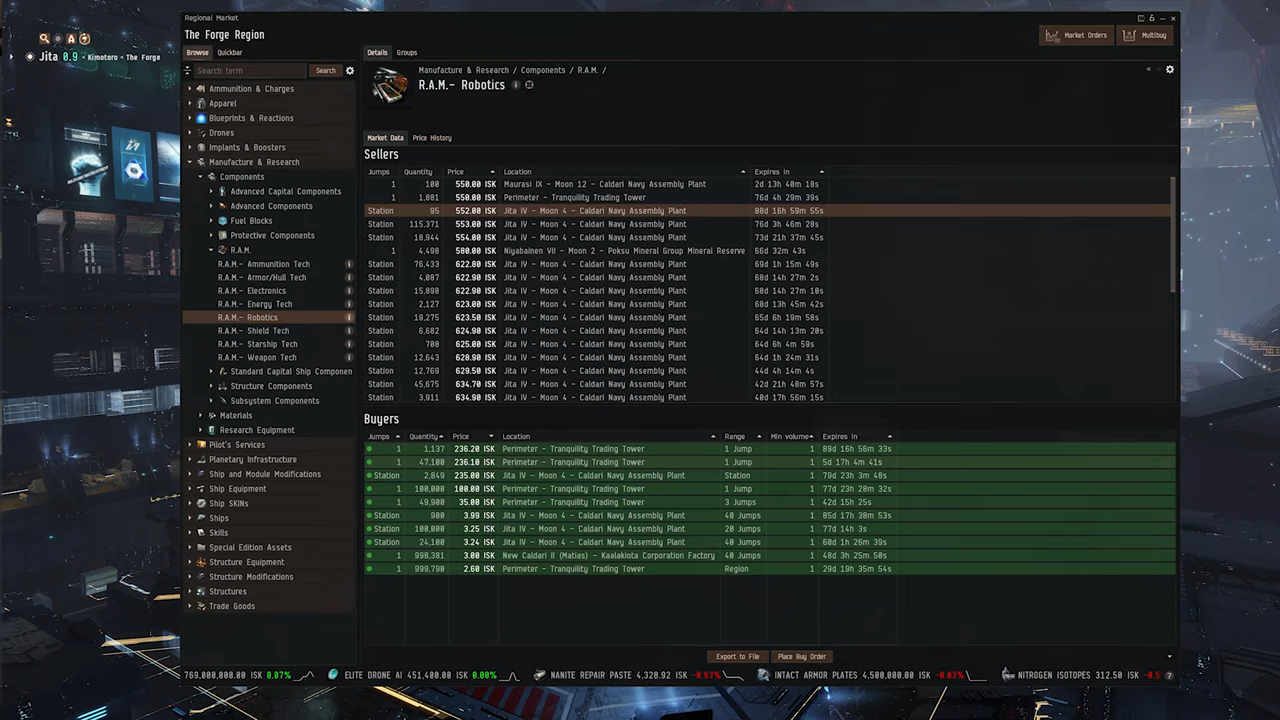 Regional Market
The Forge Region
Market Orders
Multibuy
Jita 0.9 < Kimotoro < The Forge
Browse
Quickbar
Search term
Search
Ammunition & Charges
Apparel
Blueprints & Reactions
Drones
Implants & Boosters
Manufacture & Research
Components
Advanced Capital Components
Advanced Components
Fuel Blocks
Protective Components
R.A.M.
R.A.M.- Ammunition Tech
R.A.M.- Armor/Hull Tech
R.A.M.- Electronics
R.A.M.- Energy Tech
R.A.M.- Robotics
R.A.M.- Shield Tech
R.A.M.- Starship Tech
R.A.M.- Weapon Tech
Standard Capital Ship Componen
Structure Components
Subsystem Components
Materials
Research Equipment
Pilot's Services
Planetary Infrastructure
Ship and Module Modifications
Ship Equipment
Ship SKINs
Ships
Skills
Special Edition Assets
Structure Equipment
Structure Modifications
Structures
Trade Goods
Details
Groups
Manufacture & Research / Components / R.A.M. /
R.A.M.- Robotics
Market Data
Price History
Sellers
Jumps Quantity Price Location Expires in
1 100 550.00 ISK Maurasi IX - Moon 12 - Caldari Navy Assembly Plant 2d 13h 40m 18s
1 1,881 550.00 ISK Perimeter - Tranquility Trading Tower 76d 4h 29m 39s
Station 95 552.00 ISK Jita IV - Moon 4 - Caldari Navy Assembly Plant 88d 16h 59m 55s
Station 115,371 553.00 ISK Jita IV - Moon 4 - Caldari Navy Assembly Plant 76d 3h 46m 28s
Station 18,944 554.00 ISK Jita IV - Moon 4 - Caldari Navy Assembly Plant 73d 21h 37m 45s
1 4,498 580.00 ISK Niyabainen VII - Moon 2 - Poksu Mineral Group Mineral Reserve 66d 32m 43s
Station 76,433 622.80 ISK Jita IV - Moon 4 - Caldari Navy Assembly Plant 69d 1h 15m 49s
Station 4,087 622.90 ISK Jita IV - Moon 4 - Caldari Navy Assembly Plant 60d 14h 27m 2s
Station 15,898 622.90 ISK Jita IV - Moon 4 - Caldari Navy Assembly Plant 60d 14h 27m 10s
Station 2,127 623.00 ISK Jita IV - Moon 4 - Caldari Navy Assembly Plant 60d 13h 45m 42s
Station 19,275 623.50 ISK Jita IV - Moon 4 - Caldari Navy Assembly Plant 65d 6h 19m 59s
Station 6,682 624.90 ISK Jita IV - Moon 4 - Caldari Navy Assembly Plant 64d 14h 13m 20s
Station 708 625.00 ISK Jita IV - Moon 4 - Caldari Navy Assembly Plant 64d 6h 4m 59s
Station 12,643 628.90 ISK Jita IV - Moon 4 - Caldari Navy Assembly Plant 64d 1h 24m 31s
Station 12,769 629.50 ISK Jita IV - Moon 4 - Caldari Navy Assembly Plant 44d 4h 14m 4s
Station 45,675 634.70 ISK Jita IV - Moon 4 - Caldari Navy Assembly Plant 42d 21h 48m 57s
Station 3,911 634.90 ISK Jita IV - Moon 4 - Caldari Navy Assembly Plant 40d 17h 56m 15s
Buyers
Jumps Quantity Price Location Range Min volume Expires in
1 1,137 236.20 ISK Perimeter - Tranquility Trading Tower 1 Jump 1 89d 16h 56m 33s
1 47,100 236.10 ISK Perimeter - Tranquility Trading Tower 1 Jump 1 5d 17h 4m 41s
Station 2,849 235.00 ISK Jita IV - Moon 4 - Caldari Navy Assembly Plant Station 1 79d 23h 3m 40s
1 100,000 100.00 ISK Perimeter - Tranquility Trading Tower 1 Jump 1 77d 23h 28m 32s
1 49,900 35.00 ISK Perimeter - Tranquility Trading Tower 3 Jumps 1 42d 15h 25s
Station 900 3.99 ISK Jita IV - Moon 4 - Caldari Navy Assembly Plant 40 Jumps 1 85d 17h 38m 53s
Station 100,000 3.25 ISK Jita IV - Moon 4 - Caldari Navy Assembly Plant 20 Jumps 1 77d 14h 3s
Station 24,100 3.24 ISK Jita IV - Moon 4 - Caldari Navy Assembly Plant 40 Jumps 1 60d 1h 26m 39s
1 998,381 3.00 ISK New Caldari II (Matias) - Kaalakiota Corporation Factory 40 Jumps 1 48d 3h 25m 50s
1 999,790 2.60 ISK Perimeter - Tranquility Trading Tower Region 1 29d 19h 35m 54s
Export to File
Place Buy Order
769,000,000.00 ISK 0.07% ELITE DRONE AI 451,400.00 ISK 0.00% NANITE REPAIR PASTE 4,328.92 ISK -0.53% INTACT ARMOR PLATES 4,500,000.00 ISK -0.03% NITROGEN ISOTOPES 312.50 ISK -0.5